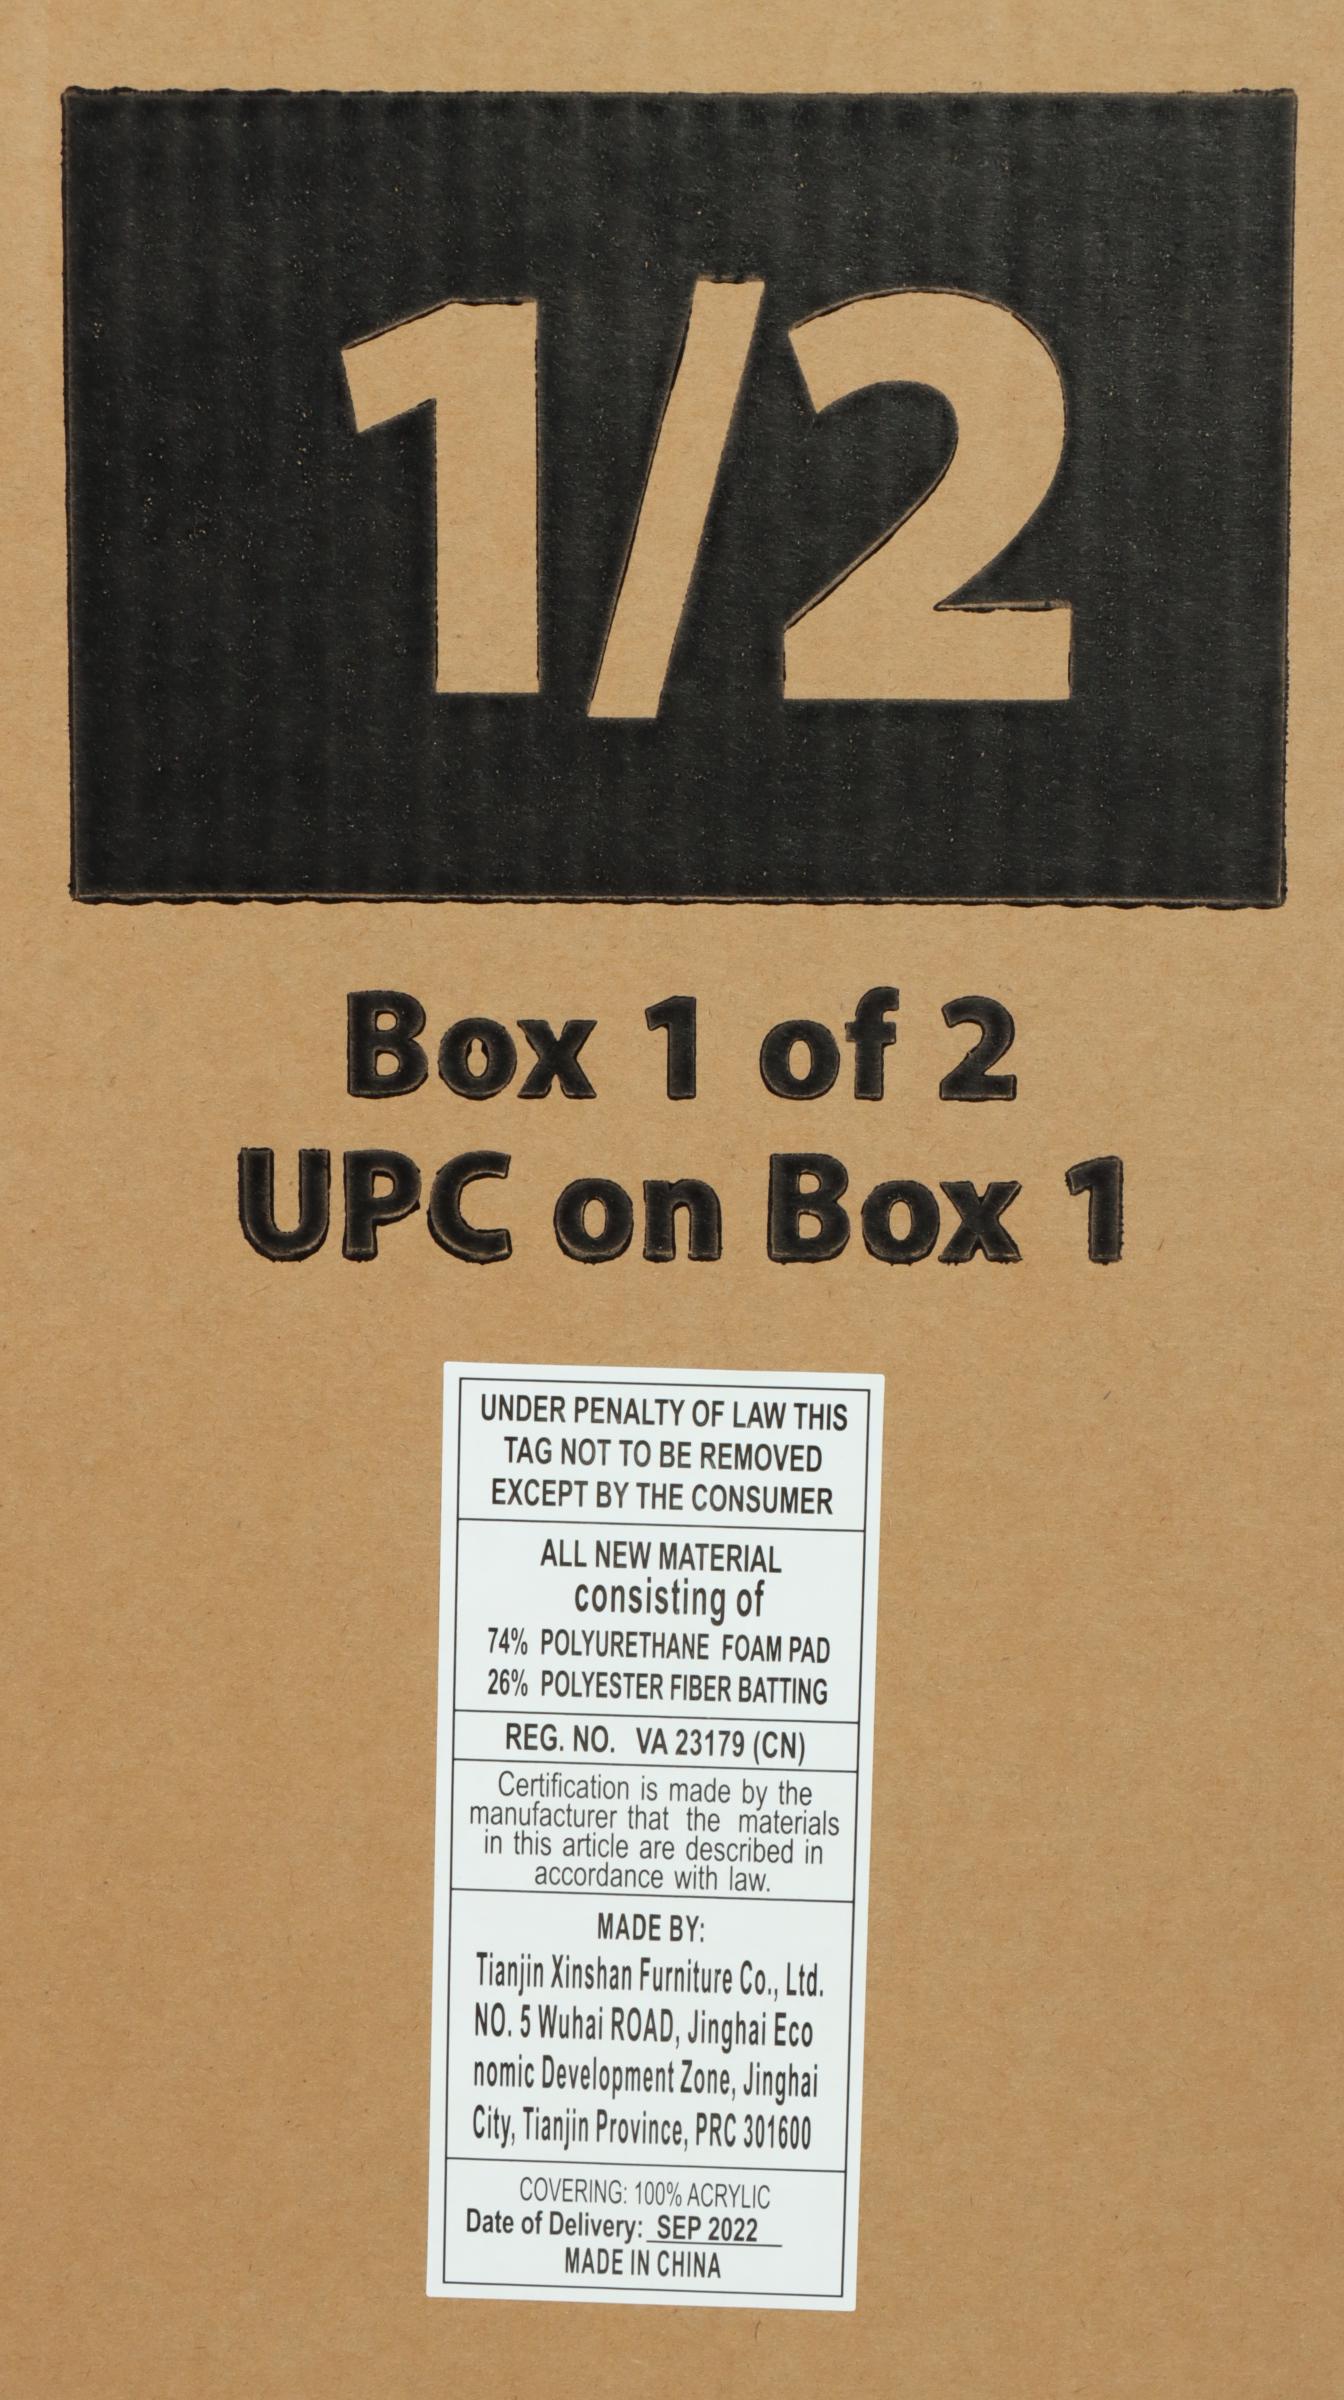 1/2
Box 1 of 2
UPC on Box 1
UNDER PENALTY OF LAW THIS
TAG NOT TO BE REMOVED
EXCEPT BY THE CONSUMER
ALL NEW MATERIAL
consisting of
74% POLYURETHANE FOAM PAD
26% POLYESTER FIBER BATTING
REG. NO. VA 23179 (CN)
Certification is made by the
manufacturer that the materials
in this article are described in
accordance with law.
MADE BY:
Tianjin Xinshan Furniture Co., Ltd.
NO. 5 Wuhai ROAD, Jinghai Eco
nomic Development Zone, Jinghai
City, Tianjin Province, PRC 301600
COVERING: 100% ACRYLIC
Date of Delivery: SEP 2022
MADE IN CHINA